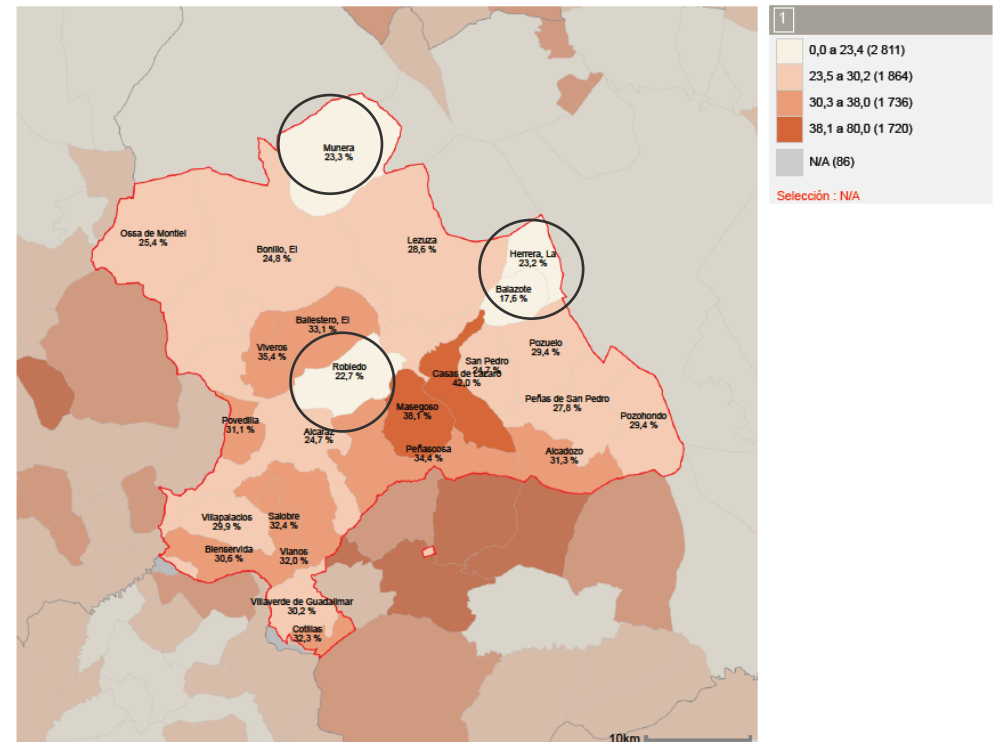 1
0,0 a 23,4 (2 811)
23,5 a 30,2 (1 864)
30,3 a 38,0 (1 736)
38,1 a 80,0 (1 720)
N/A (86)
Selección : N/A
Munera
23,3 %
Ossa de Montiel
25,4 %
Bonillo, El
24,8 %
Lezuza
28,6 %
Herrera, La
23,2 %
Balazote
17,6 %
Ballestero, El
33,1 %
Viveros
35,4 %
Robledo
22,7 %
Pozuelo
29,4 %
San Pedro
24,7 %
Casas de Lázaro
42,0 %
Peñas de San Pedro
27,8 %
Masegoso
38,1 %
Pozohondo
29,4 %
Povedilla
31,1 %
Alcaraz
24,7 %
Peñascosa
34,4 %
Alcadozo
31,3 %
Villapalacios
29,9 %
Salobre
32,4 %
Bienservida
30,6 %
Vianos
32,0 %
Villaverde de Guadalimar
30,2 %
Cotillas
32,3 %
10km